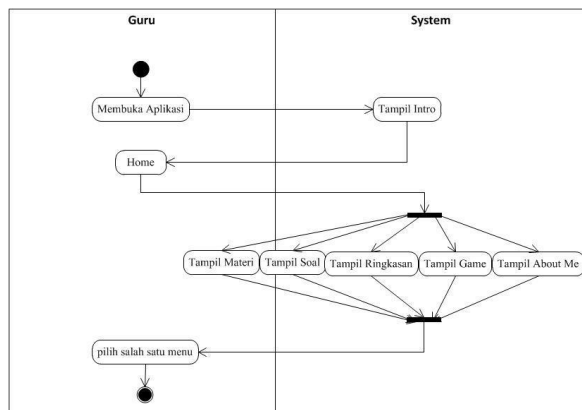 Guru
System
Membuka Aplikasi
Tampil Intro
Home
Tampil Materi
Tampil Soal
Tampil Ringkasan
Tampil Game
Tampil About Me
pilih salah satu menu